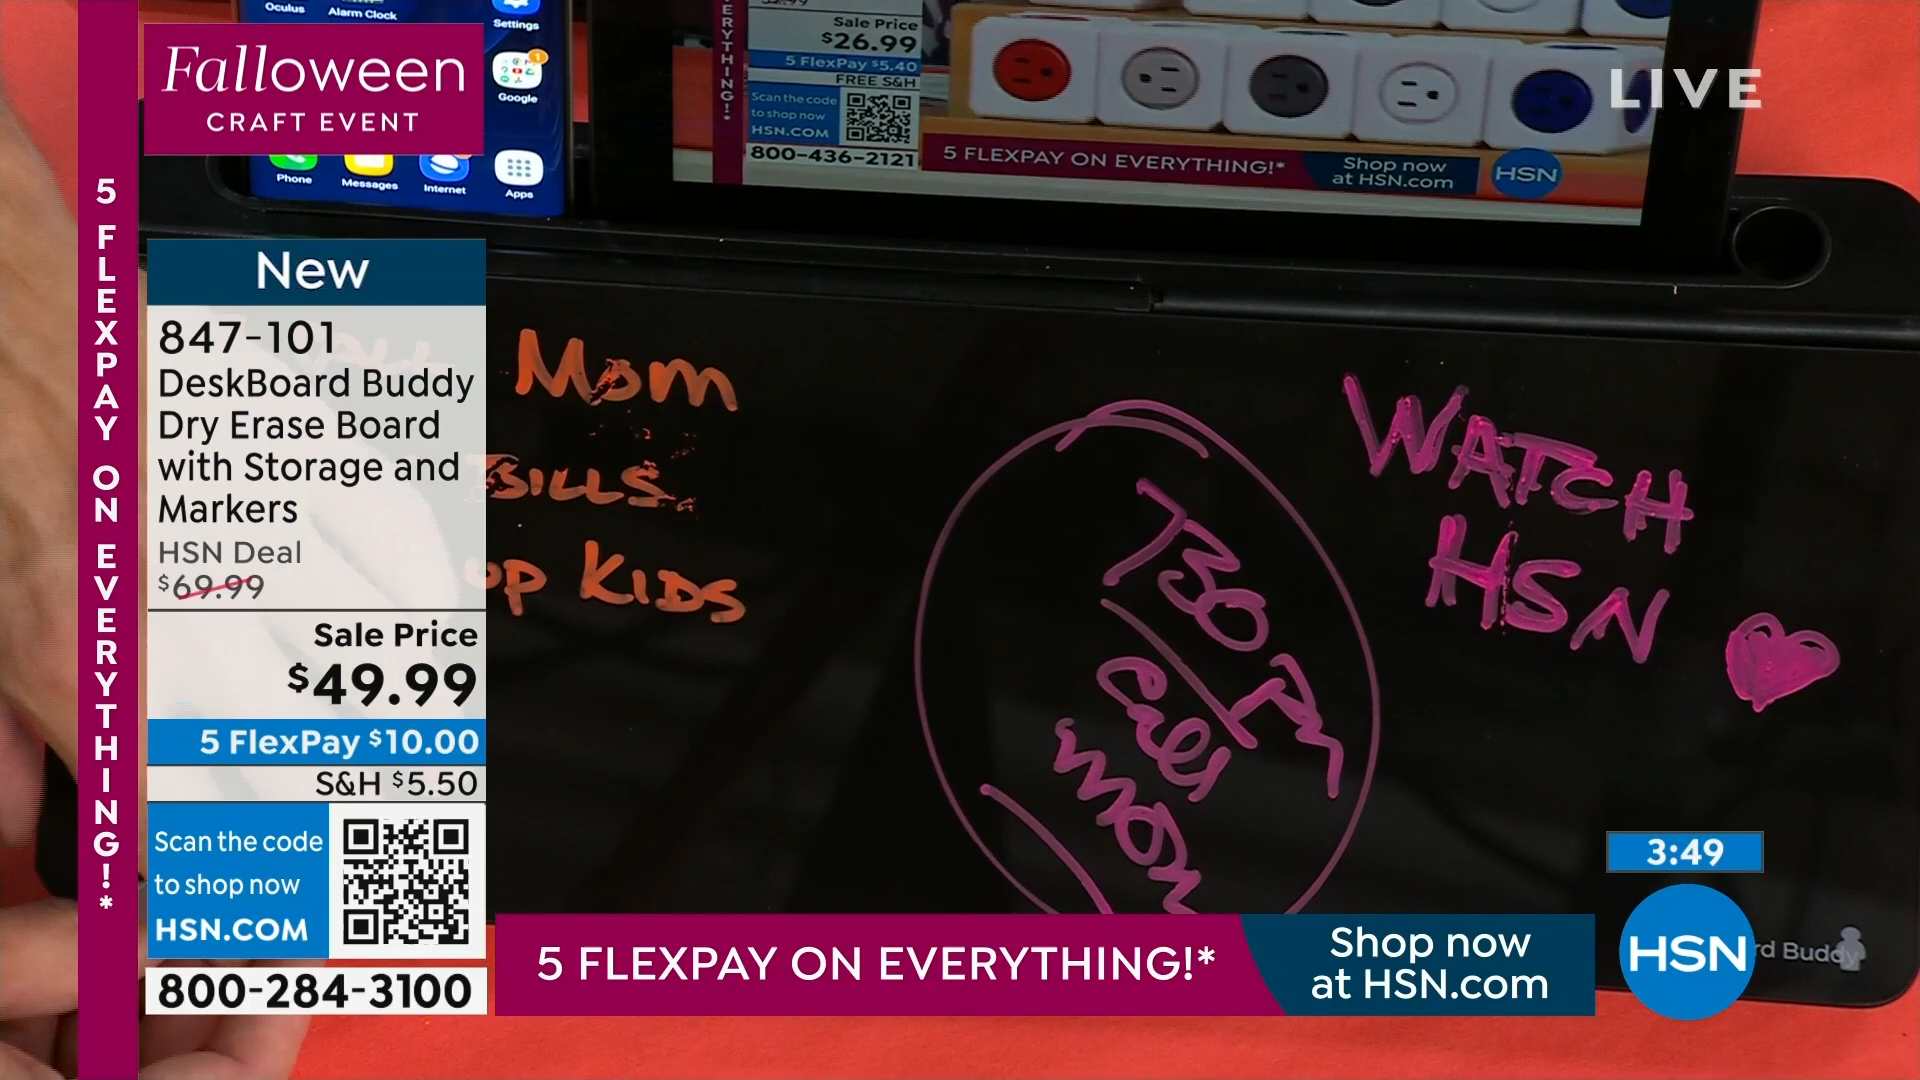 Oculus
Alarm Clock
Settings
Google
Phone
Messages
Internet
Apps
1
Falloween
CRAFT EVENT
5 FLEXPAY ON EVERYTHING!*
New
847-101
DeskBoard Buddy
Dry Erase Board
with Storage and
Markers
HSN Deal
$69.99
Sale Price
$49.99
5 FlexPay $10.00
S&H $5.50
Scan the code
to shop now
HSN.COM
800-284-3100
ERYTHING!*
Sale Price
$26.99
5 FlexPay $5.40
FREE S&H
Scan the code
to shop now
HSN.COM
800-436-2121
5 FLEXPAY ON EVERYTHING!*
Shop now
at HSN.com
HSN
LIVE
Mom
BILLS
UP KIDS
730 Pm
CALL
MOM
WATCH
HSN
3:49
5 FLEXPAY ON EVERYTHING!*
Shop now
at HSN.com
HSN
rd Buddy